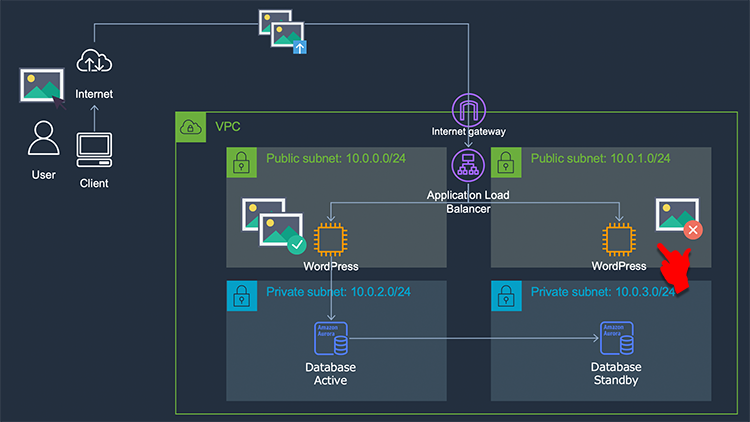 Internet
User
Client
VPC
Internet gateway
Public subnet: 10.0.0.0/24
Public subnet: 10.0.1.0/24
Application Load
Balancer
WordPress
WordPress
Private subnet: 10.0.2.0/24
Private subnet: 10.0.3.0/24
Amazon
Aurora
Amazon
Aurora
Database
Active
Database
Standby